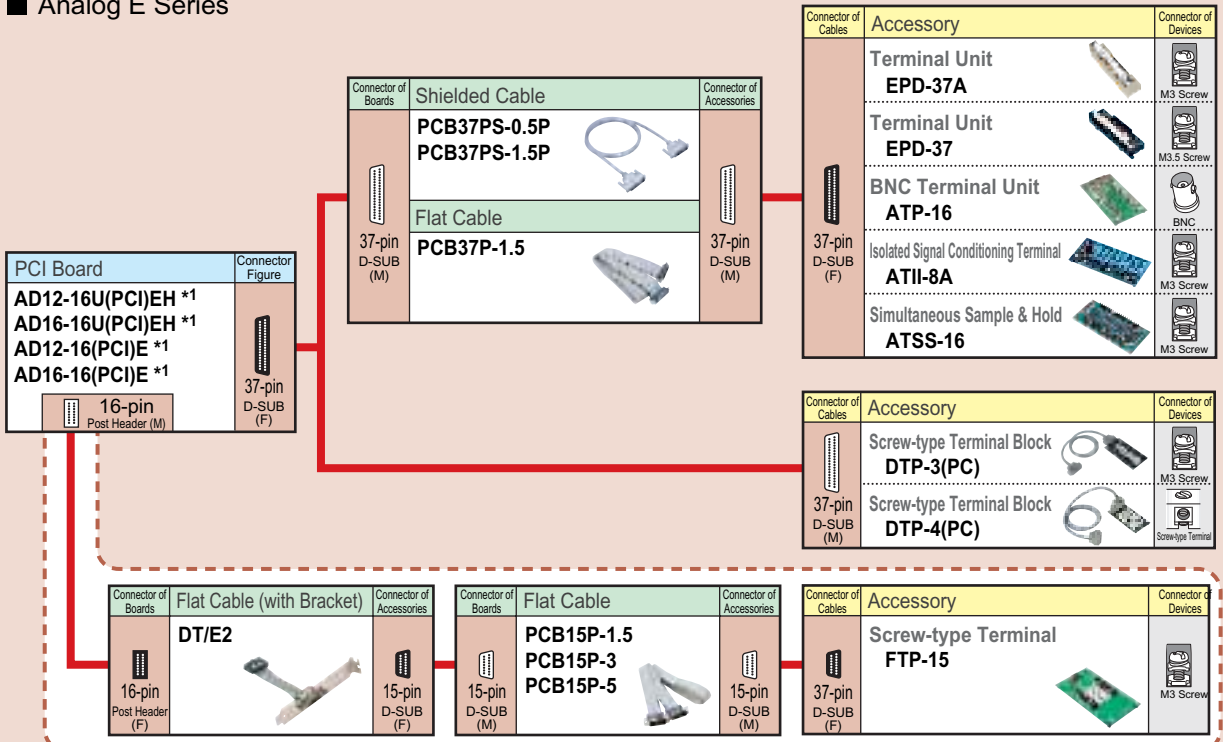 ■ Analog E Series
Connector of
Cables
Accessory
Connector of
Devices
Terminal Unit
EPD-37A
M3 Screw
Terminal Unit
EPD-37
M3.5 Screw
BNC Terminal Unit
ATP-16
BNC
Isolated Signal Conditioning Terminal
ATII-8A
M3 Screw
Simultaneous Sample & Hold
ATSS-16
M3 Screw
37-pin
D-SUB
(F)
Connector of
Boards
Shielded Cable
Connector of
Accessories
PCB37PS-0.5P
PCB37PS-1.5P
Flat Cable
PCB37P-1.5
37-pin
D-SUB
(M)
37-pin
D-SUB
(M)
PCI Board
Connector
Figure
AD12-16U(PCI)EH *1
AD16-16U(PCI)EH *1
AD12-16(PCI)E *1
AD16-16(PCI)E *1
37-pin
D-SUB
(F)
16-pin
Post Header (M)
Connector of
Cables
Accessory
Connector of
Devices
Screw-type Terminal Block
DTP-3(PC)
M3 Screw
Screw-type Terminal Block
DTP-4(PC)
Screw-type Terminal
37-pin
D-SUB
(M)
Connector of
Boards
Flat Cable (with Bracket)
Connector of
Accessories
DT/E2
16-pin
Post Header
(F)
15-pin
D-SUB
(F)
Connector of
Boards
Flat Cable
Connector of
Accessories
PCB15P-1.5
PCB15P-3
PCB15P-5
15-pin
D-SUB
(M)
15-pin
D-SUB
(M)
Connector of
Cables
Accessory
Connector of
Devices
Screw-type Terminal
FTP-15
37-pin
D-SUB
(F)
M3 Screw